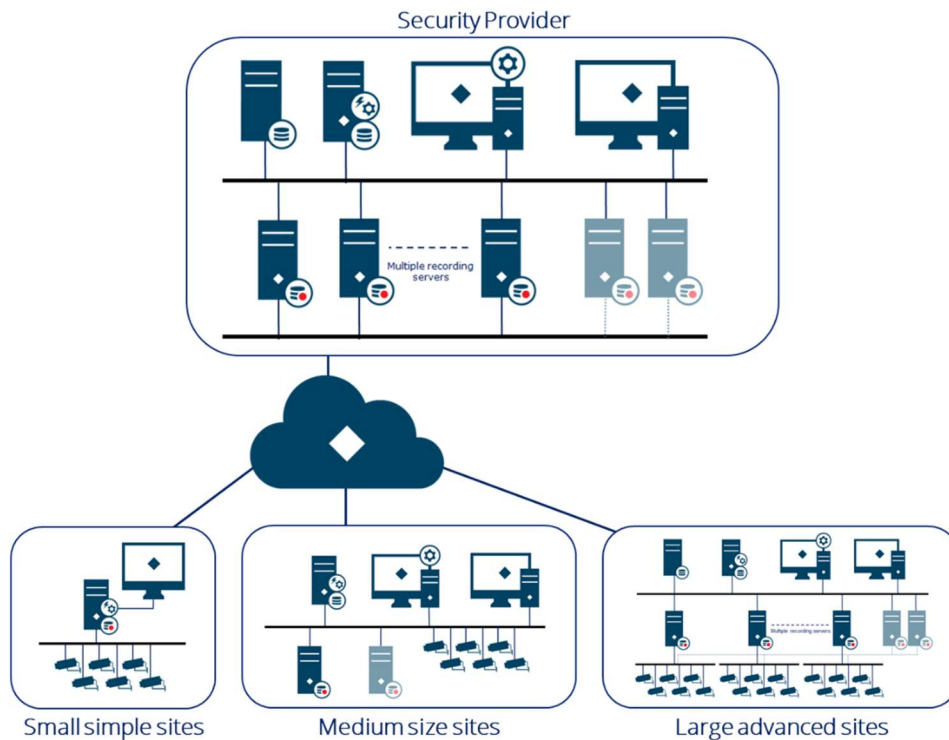 Security Provider
Multiple recording
servers
Multiple recording servers
Small simple sites
Medium size sites
Large advanced sites